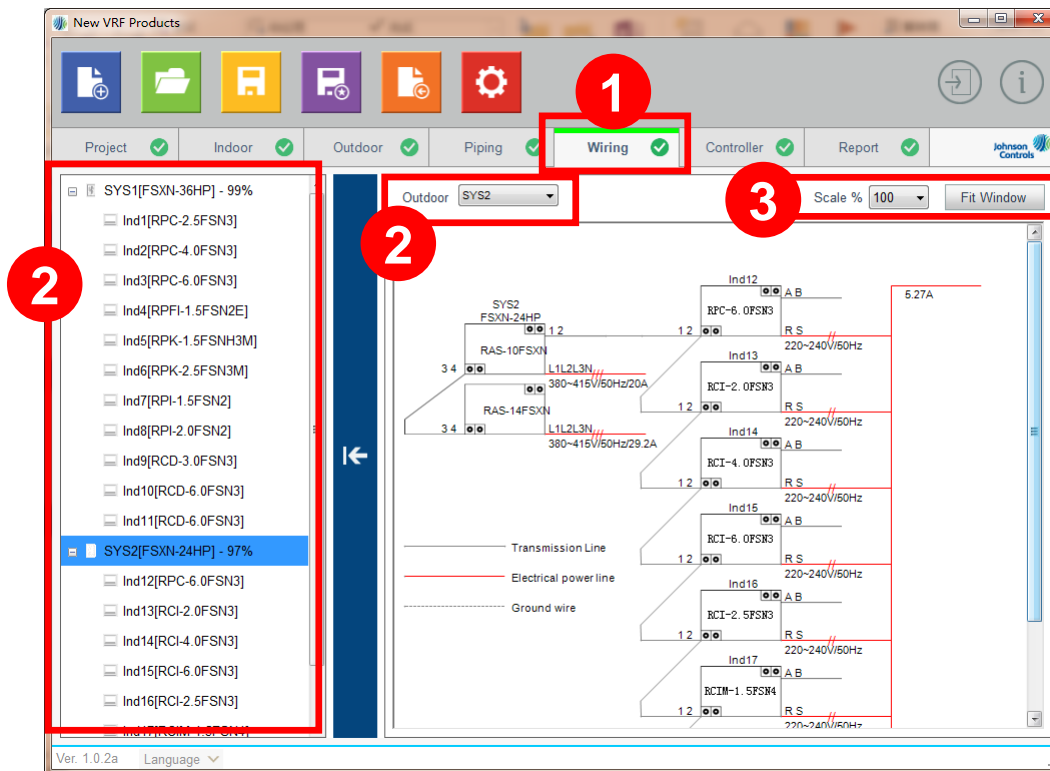 New VRF Products
1
Project
Indoor
Outdoor
Piping
Wiring
Controller
Report
Johnson Controls
2
SYS1[FSXN-36HP] - 99%
Ind1[RPC-2.5FSN3]
Ind2[RPC-4.0FSN3]
Ind3[RPC-6.0FSN3]
Ind4[RPFI-1.5FSN2E]
Ind5[RPK-1.5FSNH3M]
Ind6[RPK-2.5FSN3M]
Ind7[RPI-1.5FSN2]
Ind8[RPI-2.0FSN2]
Ind9[RCD-3.0FSN3]
Ind10[RCD-6.0FSN3]
Ind11[RCD-6.0FSN3]
SYS2[FSXN-24HP] - 97%
Ind12[RPC-6.0FSN3]
Ind13[RCI-2.0FSN3]
Ind14[RCI-4.0FSN3]
Ind15[RCI-6.0FSN3]
Ind16[RCI-2.5FSN3]
Ind17[RCIM-1.5FSN4]
Outdoor SYS2
2
3
Scale % 100
Fit Window
SYS2
FSXN-24HP
1 2
RAS-10FSXN
3 4
L1L2L3N
380~415V/50Hz/20A
RAS-14FSXN
3 4
L1L2L3N
380~415V/50Hz/29.2A
Transmission Line
Electrical power line
Ground wire
Ind12
A B
RPC-6.0FSN3
1 2
R S
220~240V/50Hz
5.27A
Ind13
A B
RCI-2.0FSN3
1 2
R S
220~240V/50Hz
Ind14
A B
RCI-4.0FSN3
1 2
R S
220~240V/50Hz
Ind15
A B
RCI-6.0FSN3
1 2
R S
220~240V/50Hz
Ind16
A B
RCI-2.5FSN3
1 2
R S
220~240V/50Hz
Ind17
A B
RCIM-1.5FSN4
1 2
R S
220~240V/50Hz
Ver. 1.0.2a
Language